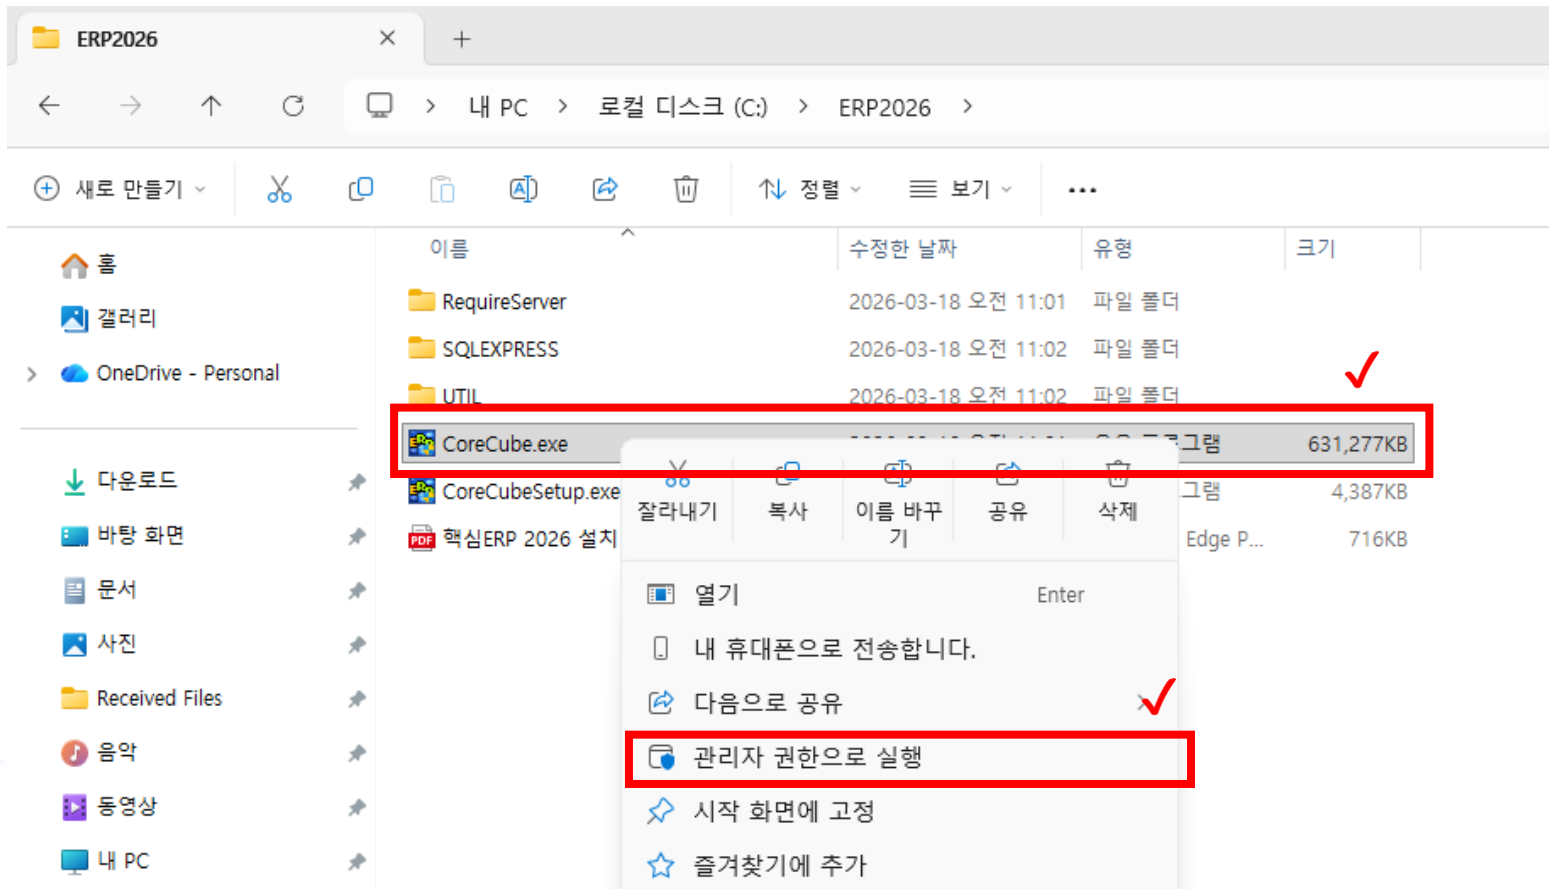 ERP2026
내 PC > 로컬 디스크 (C:) > ERP2026 >
새로 만들기 정렬 보기 ...
이름 수정한 날짜 유형 크기
홈
갤러리
OneDrive - Personal
다운로드
바탕 화면
문서
사진
Received Files
음악
동영상
내 PC
RequireServer 2026-03-18 오전 11:01 파일 폴더
SQLEXPRESS 2026-03-18 오전 11:02 파일 폴더
UTIL 2026-03-18 오전 11:02 파일 폴더
CoreCube.exe 631,277KB
CoreCubeSetup.exe 4,387KB
PDF 핵심ERP 2026 설치 Edge P... 716KB
잘라내기 복사 이름 바꾸기 공유 삭제
열기 Enter
내 휴대폰으로 전송합니다.
다음으로 공유
관리자 권한으로 실행
시작 화면에 고정
즐겨찾기에 추가